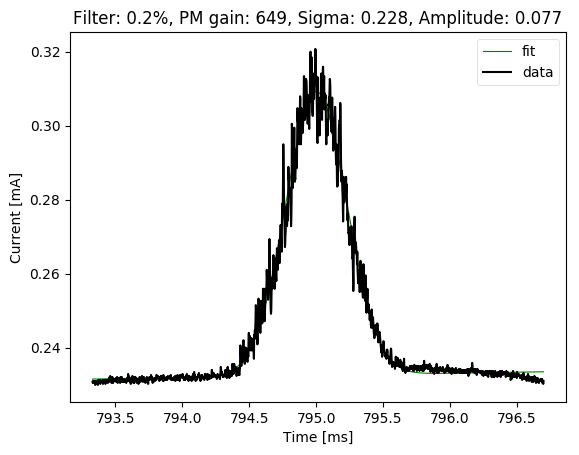 Filter: 0.2%, PM gain: 649, Sigma: 0.228, Amplitude: 0.077
fit
data
Current [mA]
0.32
0.30
0.28
0.26
0.24
793.5 794.0 794.5 795.0 795.5 796.0 796.5
Time [ms]